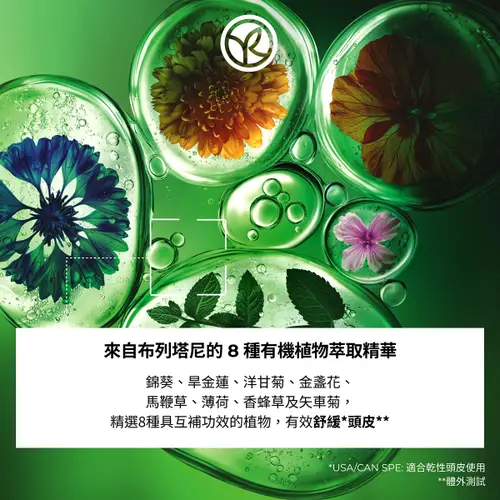 來自布列塔尼的 8 種有機植物萃取精華
錦葵、旱金蓮、洋甘菊、金盞花、
馬鞭草、薄荷、香蜂草及矢車菊，
精選8種具互補功效的植物，有效舒緩*頭皮**
*USA/CAN SPE: 適合乾性頭皮使用
**體外測試